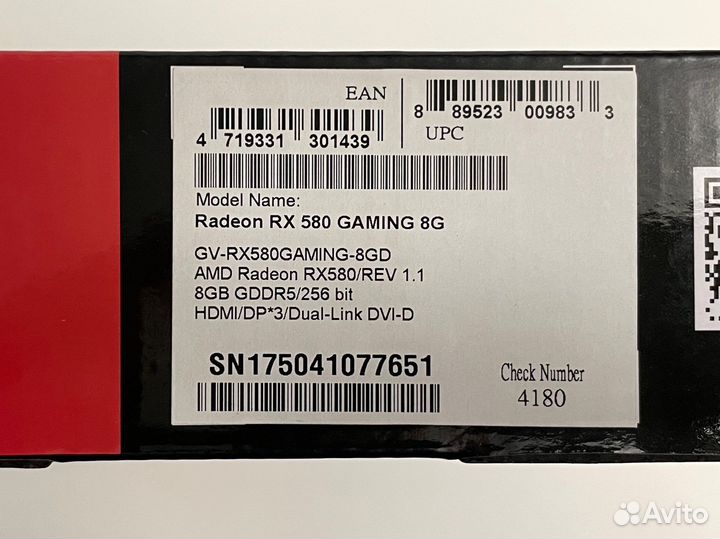 EAN
4 719331 301439
8 89523 00983 3
UPC
Model Name:
Radeon RX 580 GAMING 8G
GV-RX580GAMING-8GD
AMD Radeon RX580/REV 1.1
8GB GDDR5/256 bit
HDMI/DP*3/Dual-Link DVI-D
SN175041077651
Check Number
4180
Avito